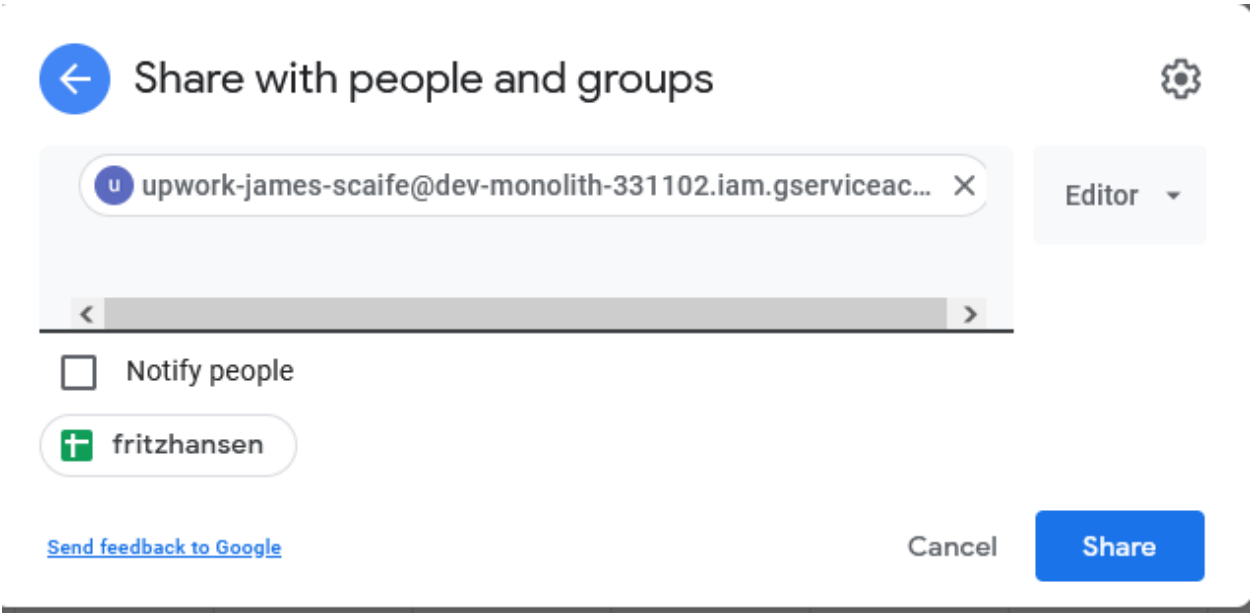 Share with people and groups
u upwork-james-scaife@dev-monolith-331102.iam.gserviceac...
Editor
Notify people
fritzhansen
Send feedback to Google
Cancel
Share